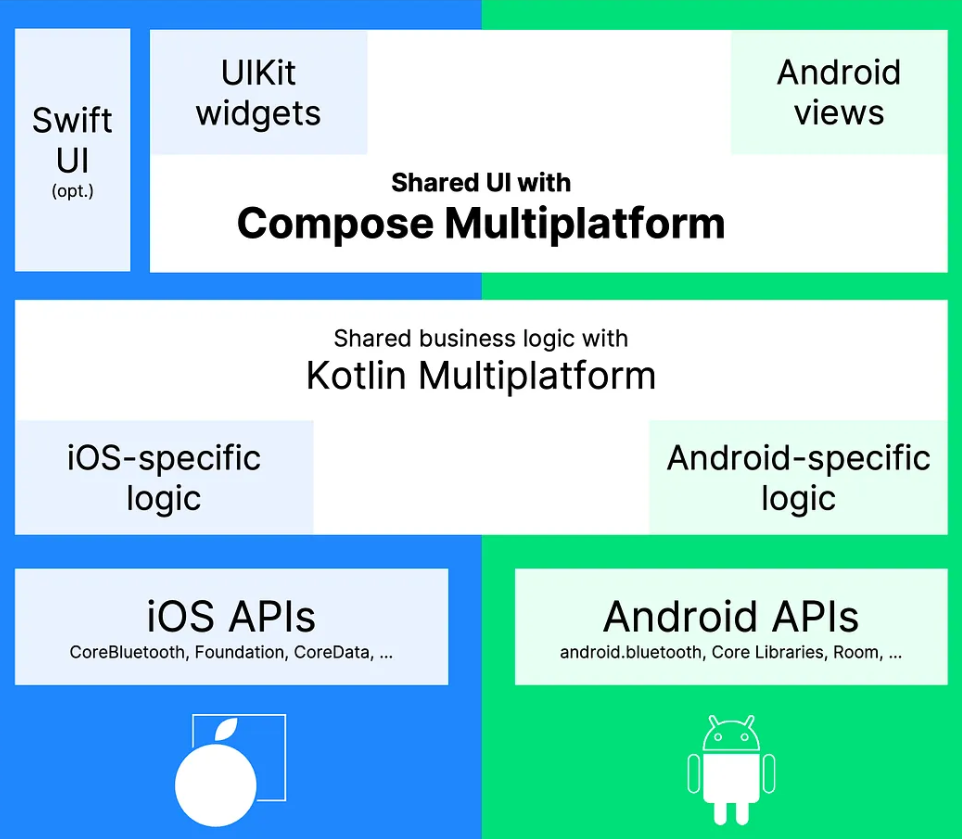 Swift
UI
(opt.)
UIKit
widgets
Android
views
Shared UI with
Compose Multiplatform
Shared business logic with
Kotlin Multiplatform
iOS-specific
logic
Android-specific
logic
iOS APIs
CoreBluetooth, Foundation, CoreData, ...
Android APIs
android.bluetooth, Core Libraries, Room, ...